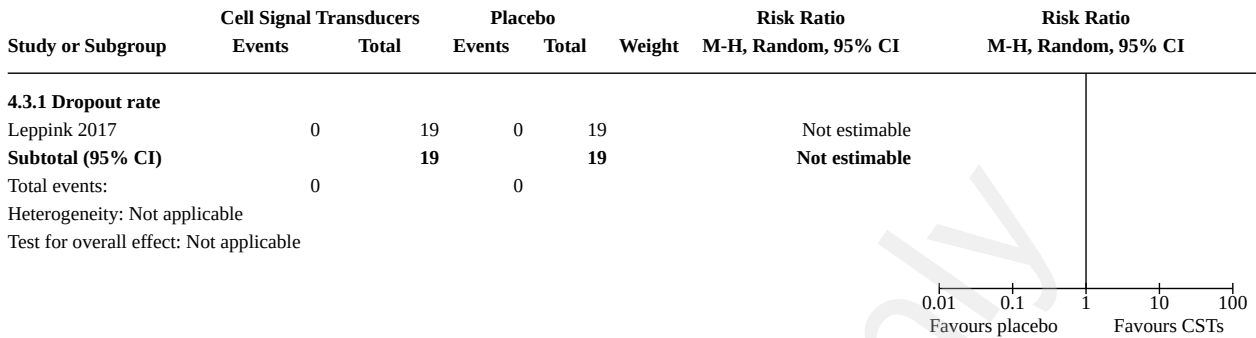 Cell Signal Transducers Placebo Risk Ratio Risk Ratio
Study or Subgroup Events Total Events Total Weight M-H, Random, 95% CI M-H, Random, 95% CI
4.3.1 Dropout rate
Leppink 2017 0 19 0 19 Not estimable
Subtotal (95% CI) 19 19 Not estimable
Total events: 0 0
Heterogeneity: Not applicable
Test for overall effect: Not applicable
0.01 0.1 1 10 100
Favours placebo Favours CSTs